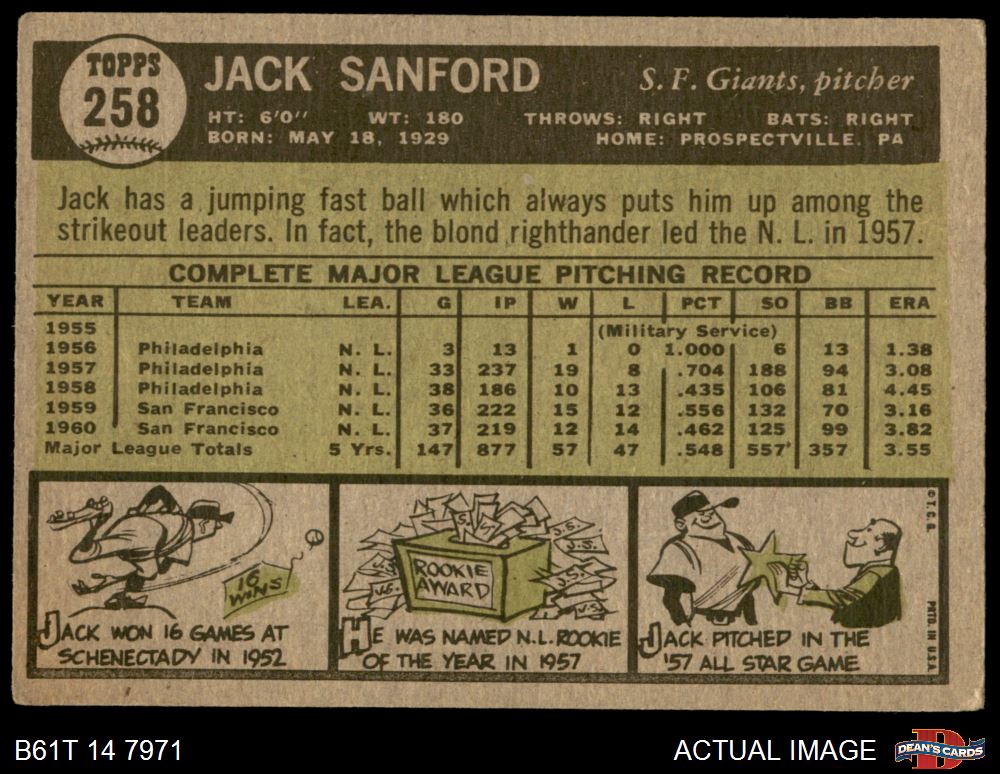 TOPPS
258
JACK SANFORD
S. F. Giants, pitcher
HT: 6'0" WT: 180 THROWS: RIGHT BATS: RIGHT
BORN: MAY 18, 1929 HOME: PROSPECTVILLE. PA
Jack has a jumping fast ball which always puts him up among the
strikeout leaders. In fact, the blond righthander led the N. L. in 1957.
COMPLETE MAJOR LEAGUE PITCHING RECORD
YEAR TEAM LEA. G IP W L PCT SO BB ERA
1955 (Military Service)
1956 Philadelphia N. L. 3 13 1 0 1.000 6 13 1.38
1957 Philadelphia N. L. 33 237 19 8 .704 188 94 3.08
1958 Philadelphia N. L. 38 186 10 13 .435 106 81 4.45
1959 San Francisco N. L. 36 222 15 12 .556 132 70 3.16
1960 San Francisco N. L. 37 219 12 14 .462 125 99 3.82
Major League Totals 5 Yrs. 147 877 57 47 .548 557 357 3.55
16
WINS
JACK WON 16 GAMES AT
SCHENECTADY IN 1952
J.S.
J.S.
J.S.
J.S.
ROOKIE
AWARD
HE WAS NAMED N.L. ROOKIE
OF THE YEAR IN 1957
JACK PITCHED IN THE
'57 ALL STAR GAME
© T.C.G.
PRTD IN U.S.A.
B61T 14 7971
ACTUAL IMAGE
DEAN'S CARDS